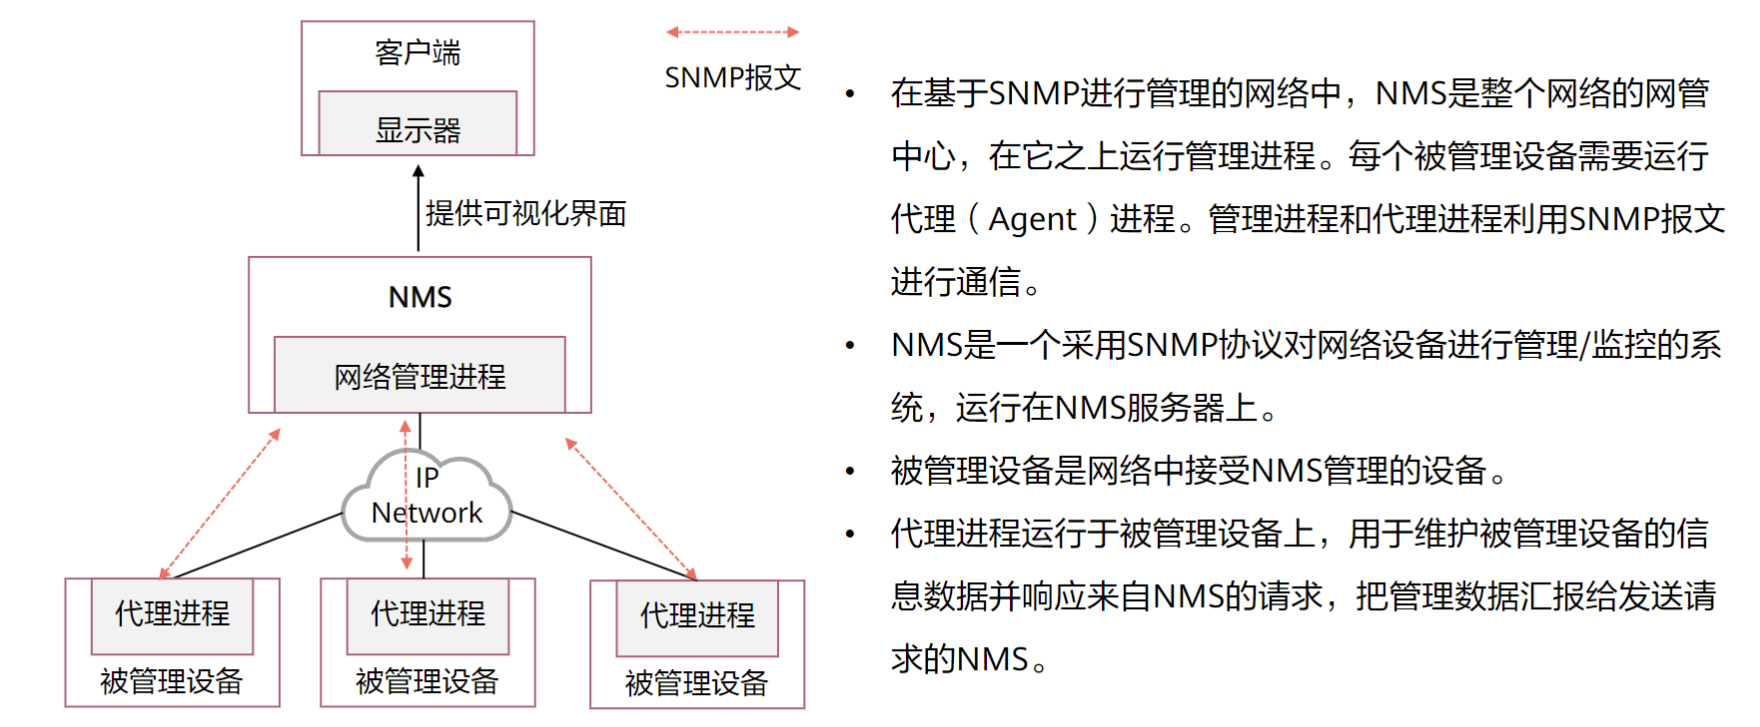 客户端
显示器
SNMP报文
提供可视化界面
NMS
网络管理进程
IP
Network
代理进程
被管理设备
代理进程
被管理设备
代理进程
被管理设备
• 在基于SNMP进行管理的网络中，NMS是整个网络的网管
中心，在它之上运行管理进程。每个被管理设备需要运行
代理（Agent）进程。管理进程和代理进程利用SNMP报文
进行通信。
• NMS是一个采用SNMP协议对网络设备进行管理/监控的系
统，运行在NMS服务器上。
• 被管理设备是网络中接受NMS管理的设备。
• 代理进程运行于被管理设备上，用于维护被管理设备的信
息数据并响应来自NMS的请求，把管理数据汇报给发送请
求的NMS。